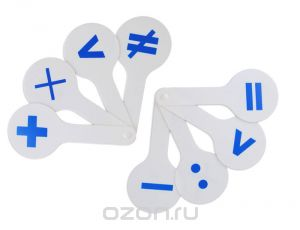 + × < ≠
− : < =
ozon.ru